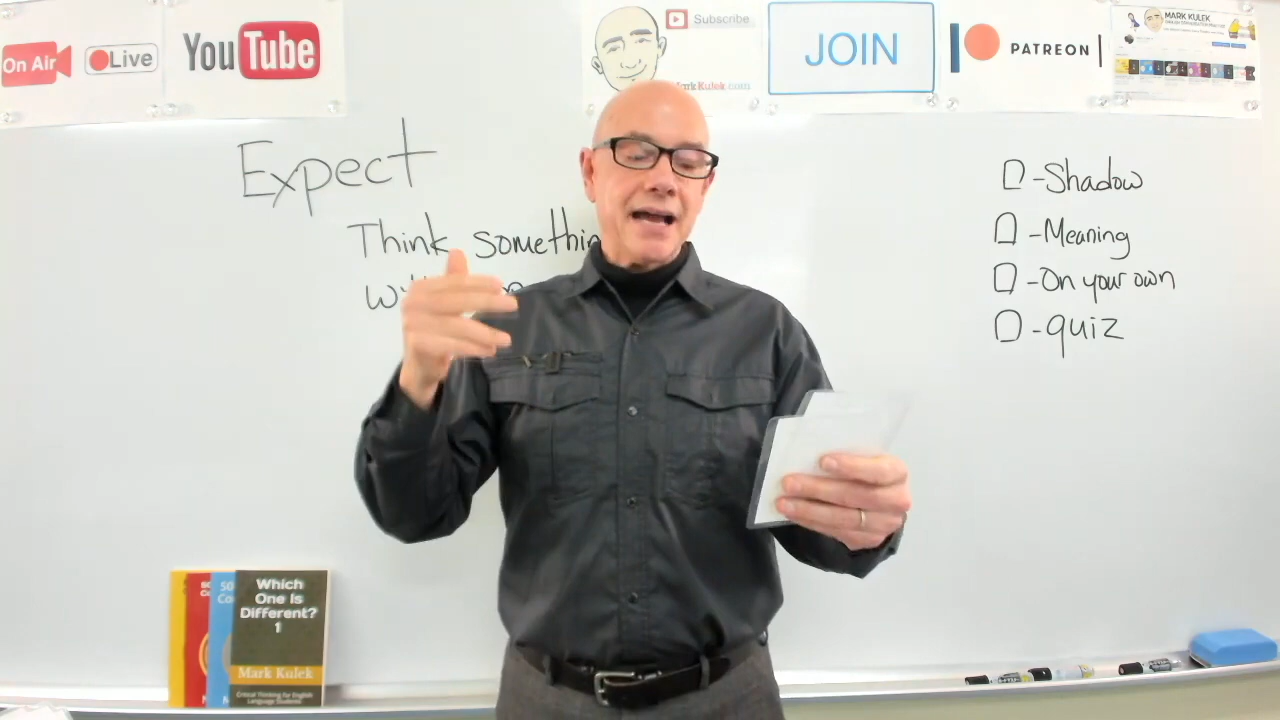 On Air
Live
YouTube
Subscribe
MarkKulek.com
JOIN
PATREON
MARK KULEK
Expect
Think somethin
- Shadow
- Meaning
- On your own
- quiz
Which
One Is
Different?
1
Mark Kulek
Critical Thinking for English
Language Students